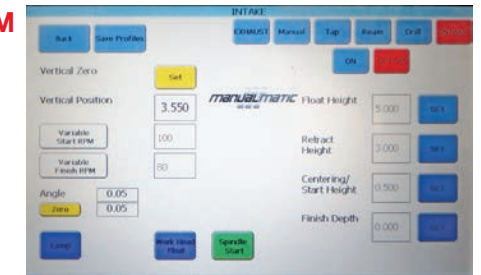 M
INTAKE
Back Save Profiles EXHAUST Manual Tap Ream Drill
ON
Vertical Zero Set
Vertical Position 3.550 manualmatic Float Height 5.000 SET
Variable Start RPM 100 Retract Height 3.000 SET
Variable Finish RPM 80 Centering/ Start Height 0.500 SET
Angle 0.05
Zero 0.05 Finish Depth 0.000 SET
Lamp Work Head Float Spindle Start